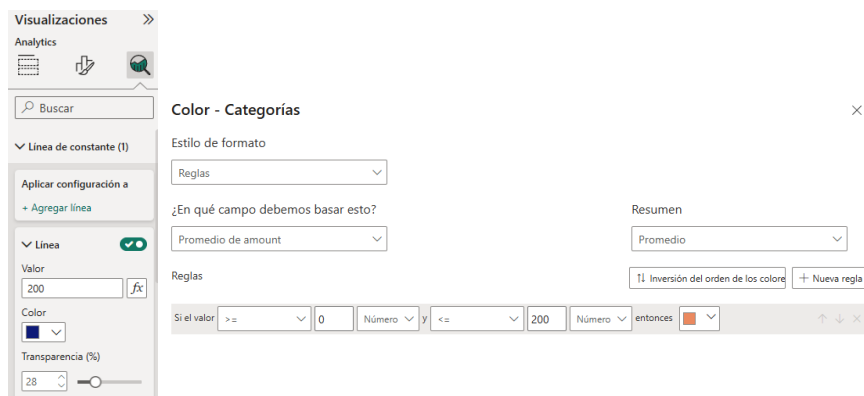 Visualizaciones »
Analytics
Buscar
Línea de constante (1)
Aplicar configuración a
+ Agregar línea
Línea
Valor
200 fx
Color
Transparencia (%)
28
Color - Categorías
Estilo de formato
Reglas
¿En qué campo debemos basar esto? Resumen
Promedio de amount Promedio
Reglas Inversión del orden de los colore + Nueva regla
Si el valor >= 0 Número y <= 200 Número entonces